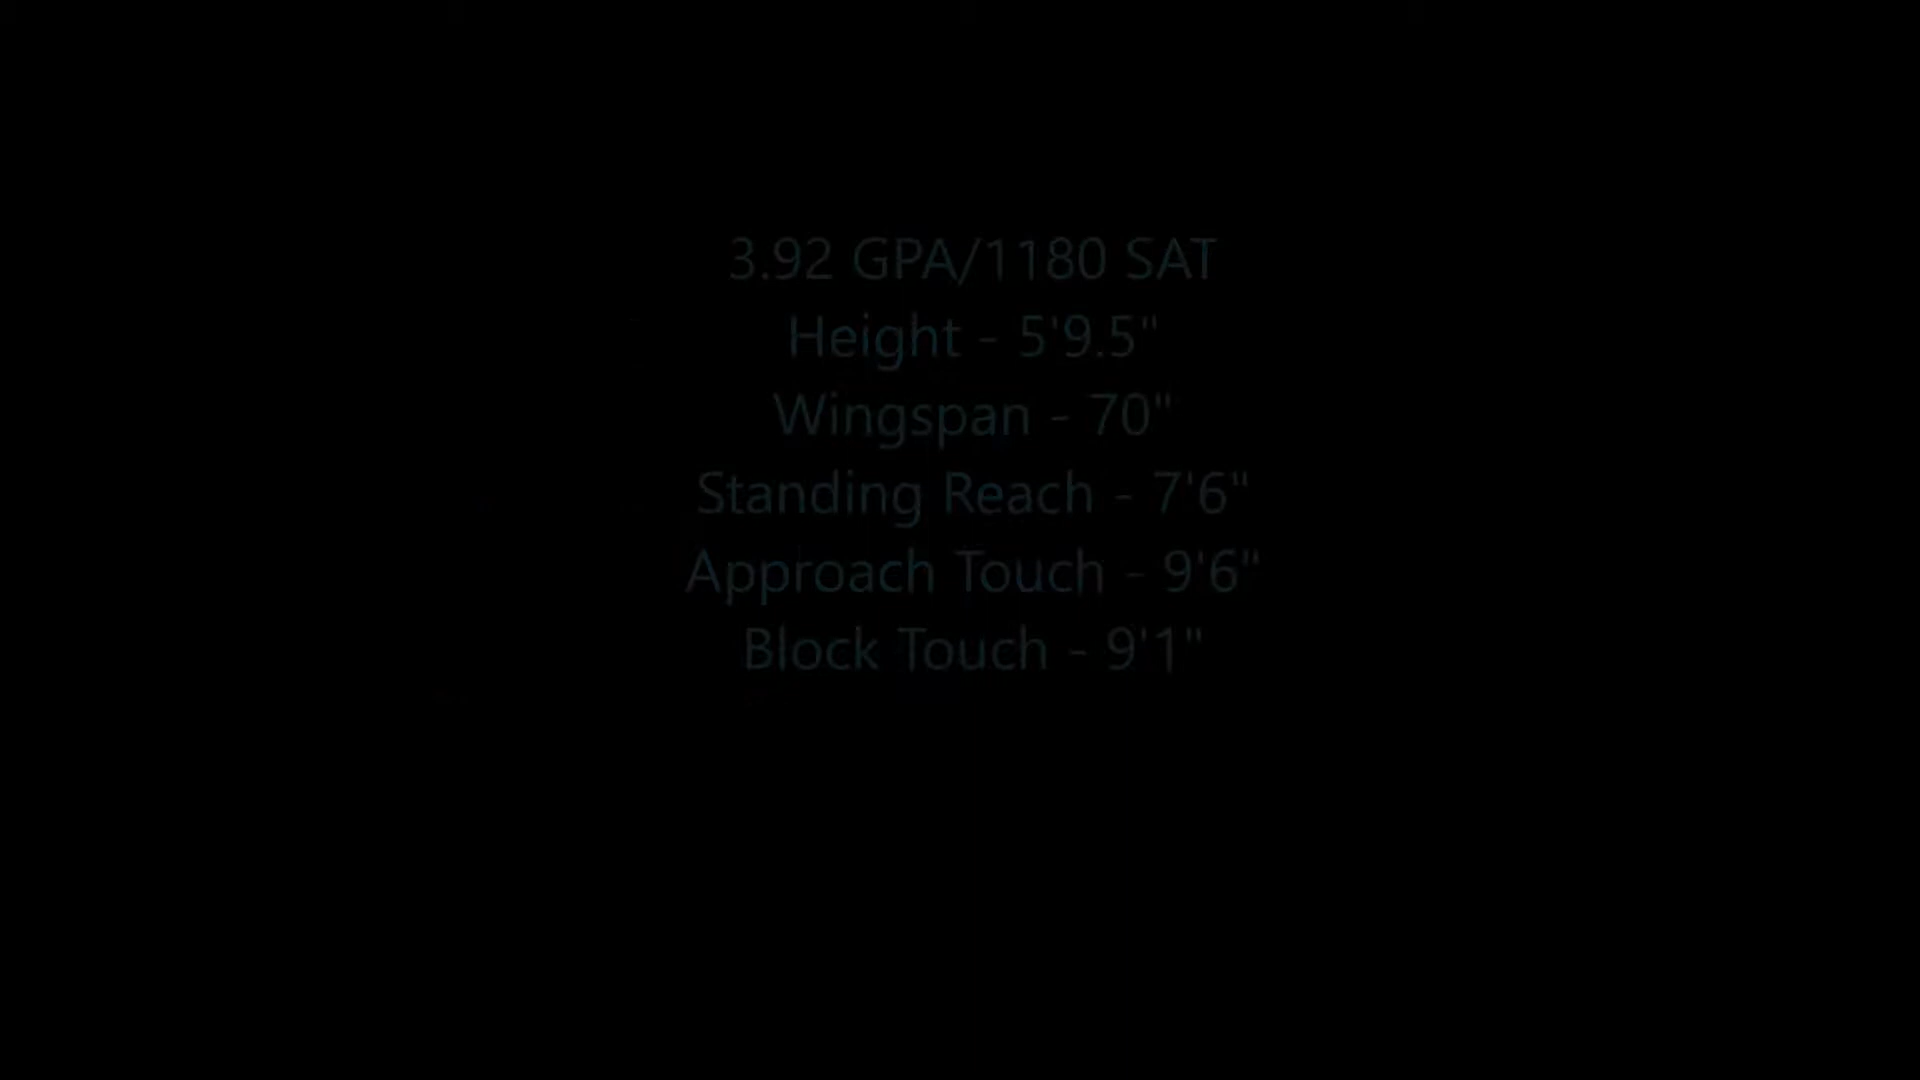 3.92 GPA/1180 SAT
Height - 5'9.5"
Wingspan - 70"
Standing Reach - 7'6"
Approach Touch - 9'6"
Block Touch - 9'1"